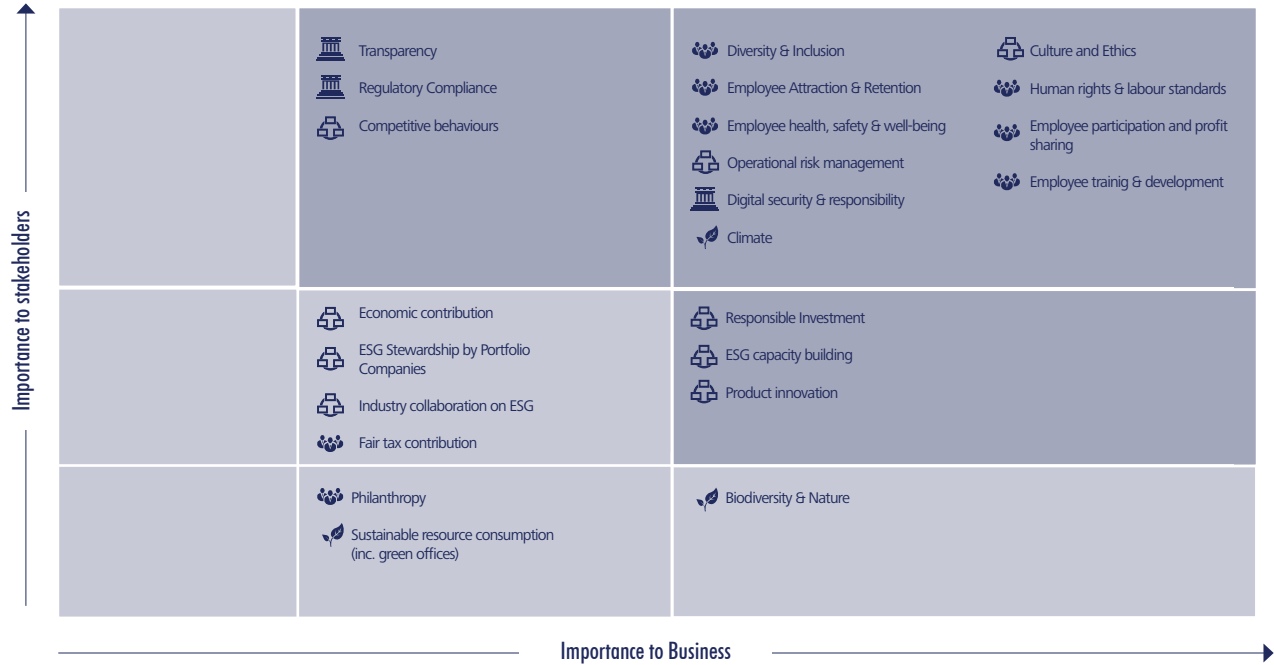 Importance to stakeholders
Transparency
Regulatory Compliance
Competitive behaviours
Diversity & Inclusion
Employee Attraction & Retention
Employee health, safety & well-being
Operational risk management
Digital security & responsibility
Climate
Culture and Ethics
Human rights & labour standards
Employee participation and profit
sharing
Employee trainig & development
Economic contribution
ESG Stewardship by Portfolio
Companies
Industry collaboration on ESG
Fair tax contribution
Responsible Investment
ESG capacity building
Product innovation
Philanthropy
Sustainable resource consumption
(inc. green offices)
Biodiversity & Nature
Importance to Business